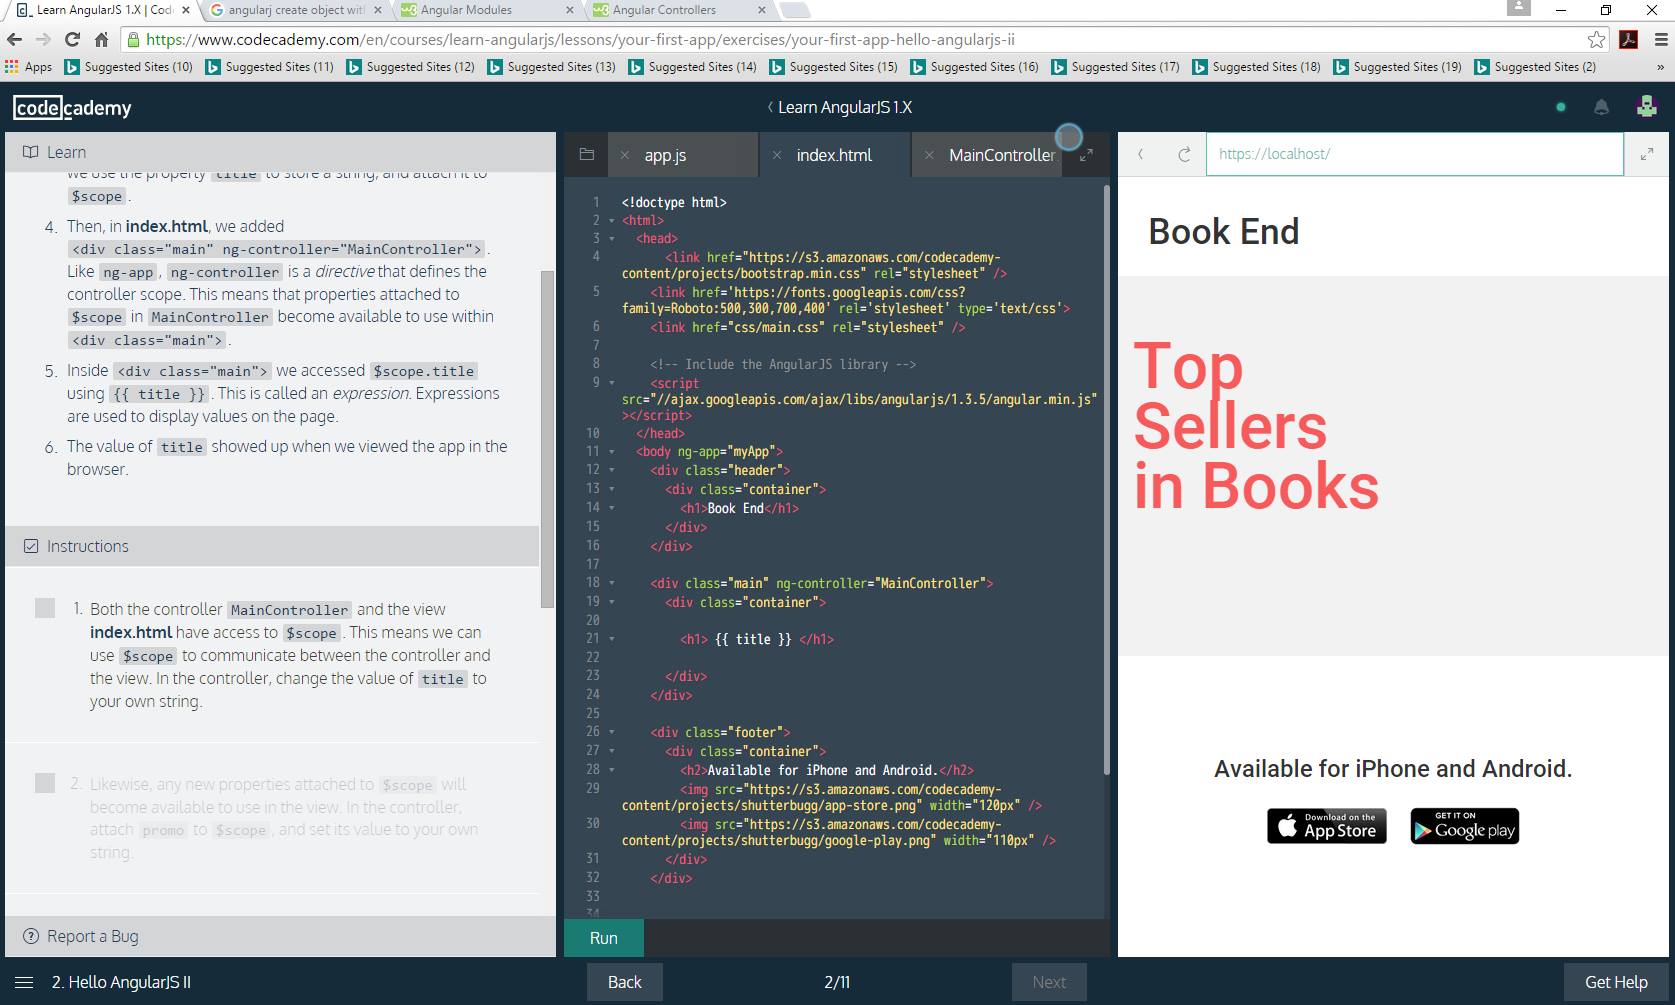 Learn AngularJS 1.X | Cod
angularj create object wit
Angular Modules
Angular Controllers
https://www.codecademy.com/en/courses/learn-angularjs/lessons/your-first-app/exercises/your-first-app-hello-angularjs-ii
Apps
Suggested Sites (10)
Suggested Sites (11)
Suggested Sites (12)
Suggested Sites (13)
Suggested Sites (14)
Suggested Sites (15)
Suggested Sites (16)
Suggested Sites (17)
Suggested Sites (18)
Suggested Sites (19)
Suggested Sites (2)
»
codecademy
Learn AngularJS 1.X
Learn
we use the property title to store a string, and attach it to
$scope .
4. Then, in index.html, we added
<div class="main" ng-controller="MainController"> .
Like ng-app , ng-controller is a directive that defines the
controller scope. This means that properties attached to
$scope in MainController become available to use within
<div class="main"> .
5. Inside <div class="main"> we accessed $scope.title
using {{ title }} . This is called an expression. Expressions
are used to display values on the page.
6. The value of title showed up when we viewed the app in the
browser.
Instructions
1. Both the controller MainController and the view
index.html have access to $scope . This means we can
use $scope to communicate between the controller and
the view. In the controller, change the value of title to
your own string.
2. Likewise, any new properties attached to $scope will
become available to use in the view. In the controller,
attach promo to $scope , and set its value to your own
string.
Report a Bug
2. Hello AngularJS II
app.js
index.html
MainController
1 <!doctype html>
2 <html>
3 <head>
4 <link href="https://s3.amazonaws.com/codecademy-
content/projects/bootstrap.min.css" rel="stylesheet" />
5 <link href='https://fonts.googleapis.com/css?
family=Roboto:500,300,700,400' rel='stylesheet' type='text/css'>
6 <link href="css/main.css" rel="stylesheet" />
7
8 <!-- Include the AngularJS library -->
9 <script
src="//ajax.googleapis.com/ajax/libs/angularjs/1.3.5/angular.min.js"
></script>
10 </head>
11 <body ng-app="myApp">
12 <div class="header">
13 <div class="container">
14 <h1>Book End</h1>
15 </div>
16 </div>
17
18 <div class="main" ng-controller="MainController">
19 <div class="container">
20
21 <h1> {{ title }} </h1>
22
23 </div>
24 </div>
25
26 <div class="footer">
27 <div class="container">
28 <h2>Available for iPhone and Android.</h2>
29 <img src="https://s3.amazonaws.com/codecademy-
content/projects/shutterbugg/app-store.png" width="120px" />
30 <img src="https://s3.amazonaws.com/codecademy-
content/projects/shutterbugg/google-play.png" width="110px" />
31 </div>
32 </div>
33
34
Run
Back
2/11
Next
https://localhost/
Book End
Top
Sellers
in Books
Available for iPhone and Android.
Download on the
App Store
GET IT ON
Google play
Get Help